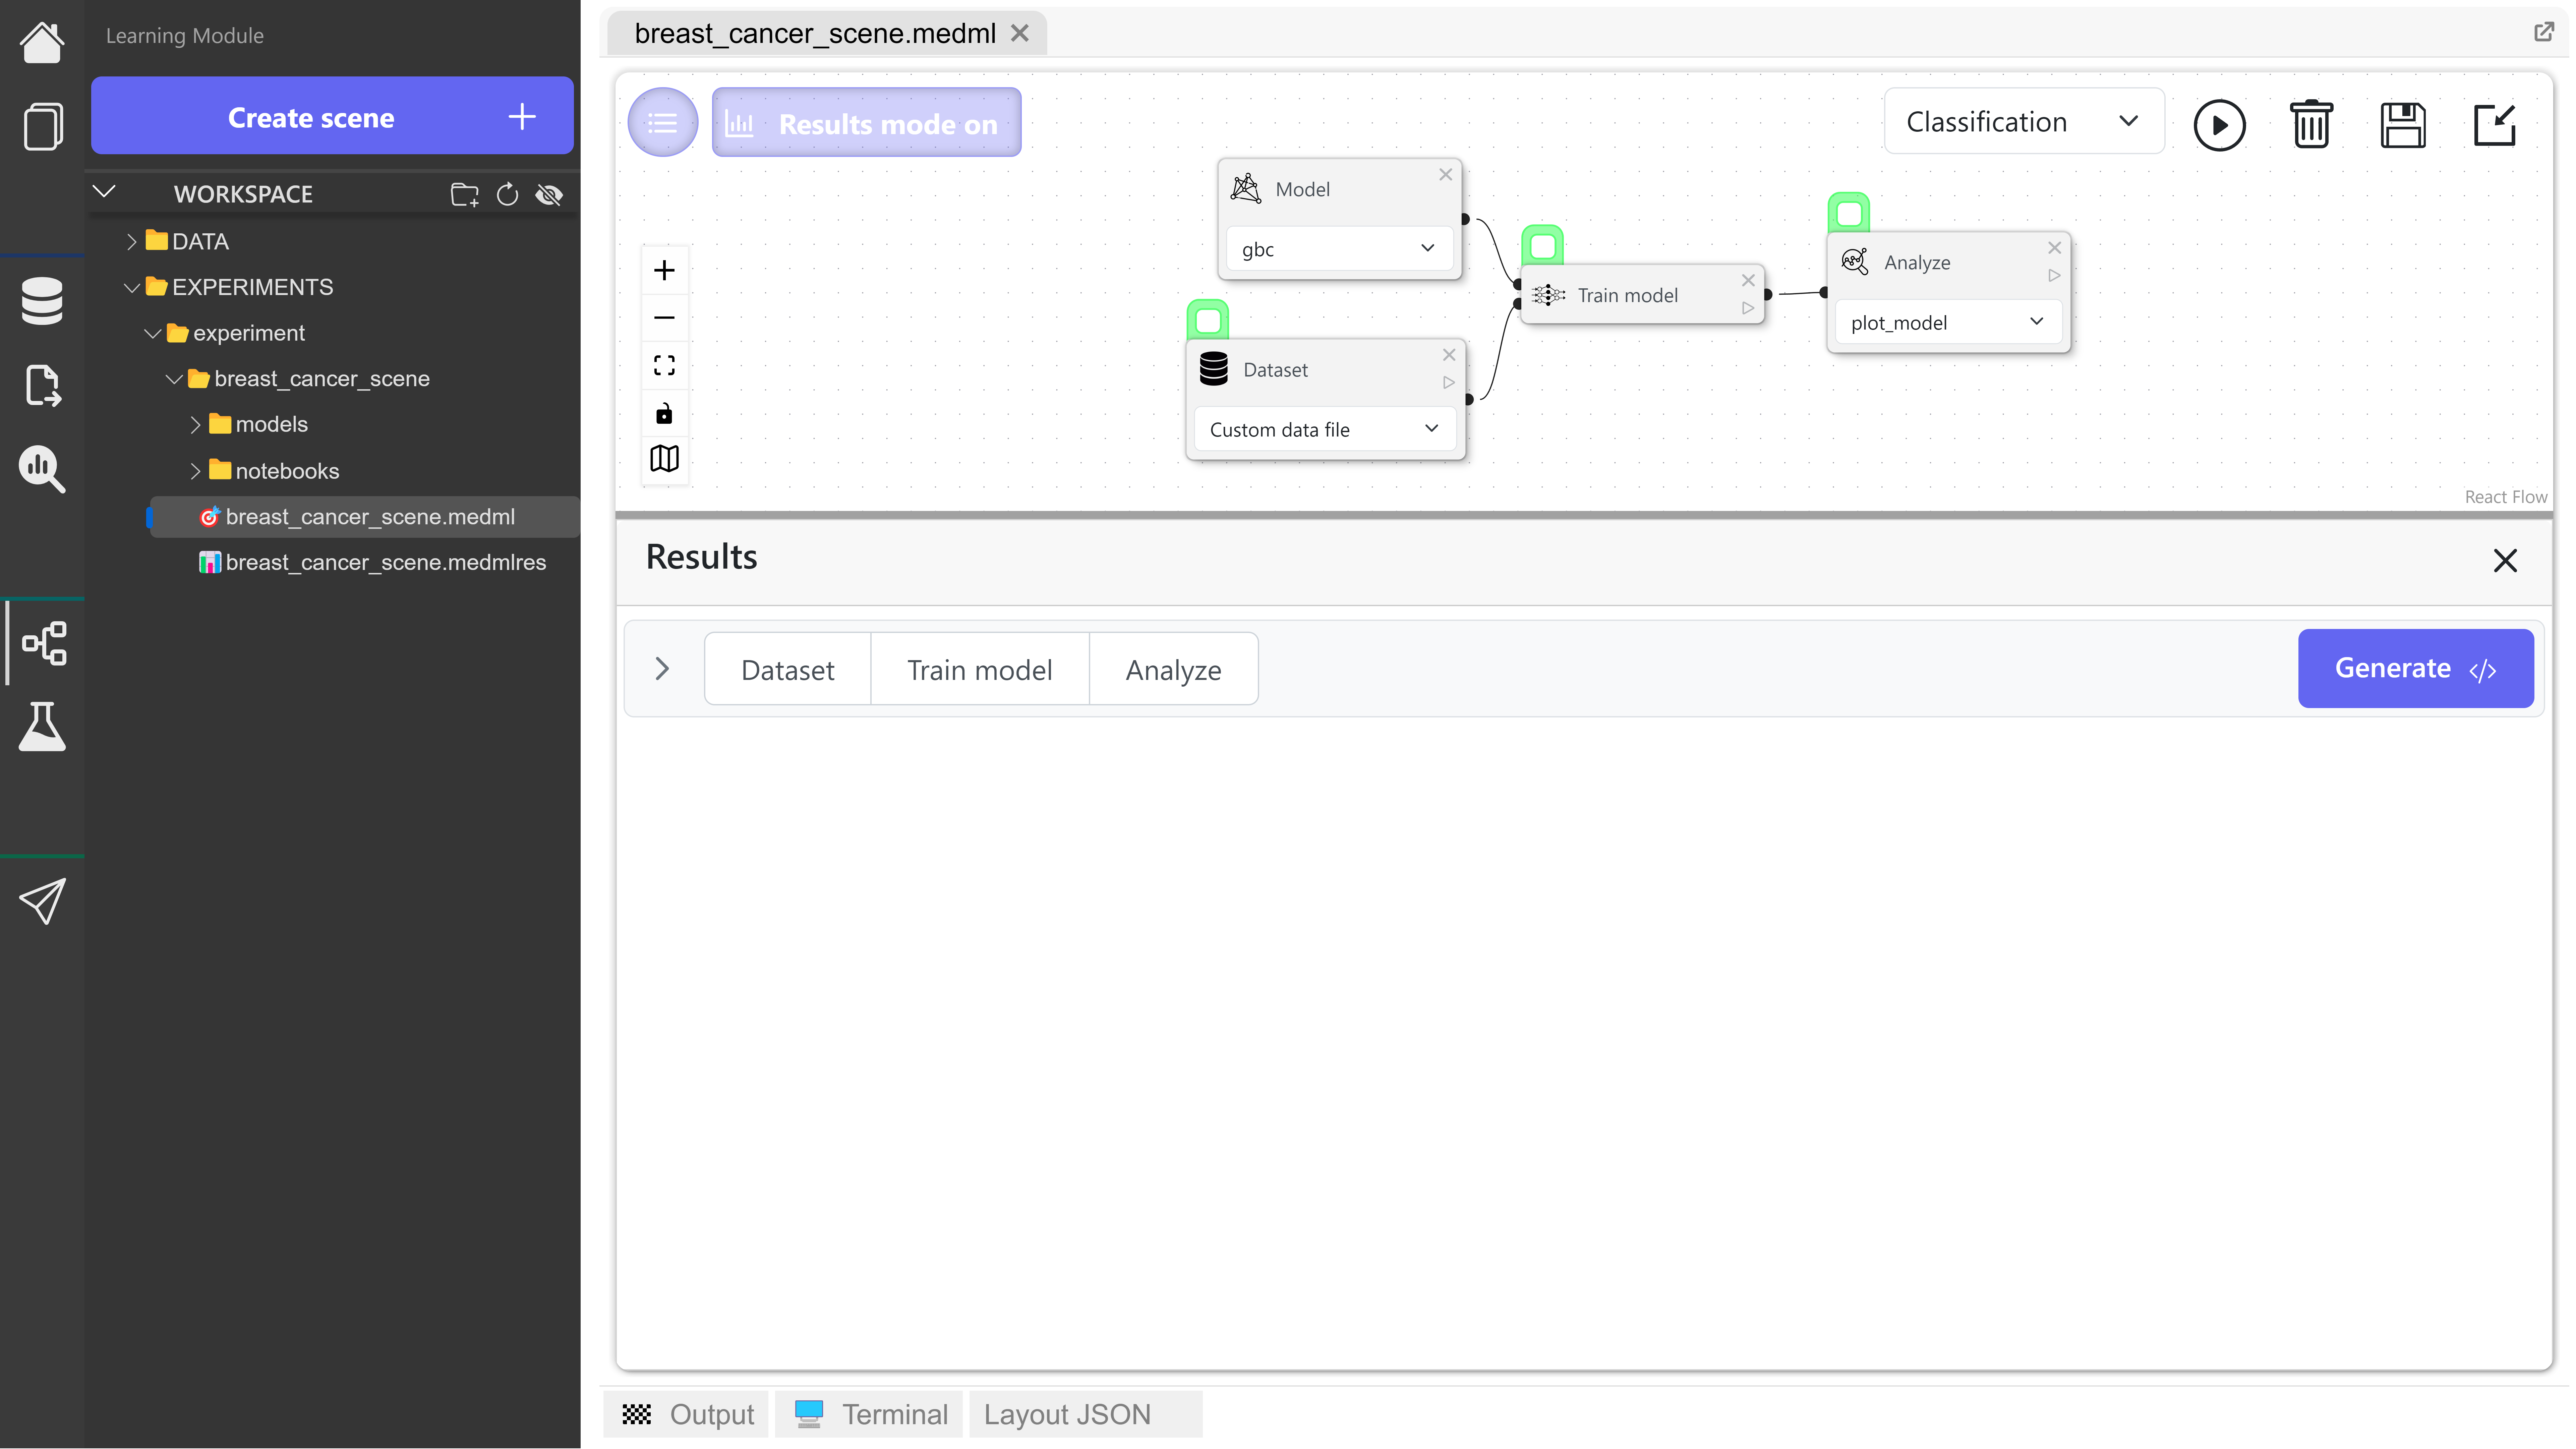 Learning Module
Create scene
WORKSPACE
DATA
EXPERIMENTS
experiment
breast_cancer_scene
models
notebooks
breast_cancer_scene.medml
breast_cancer_scene.medmlres
breast_cancer_scene.medml
Results mode on
Classification
Model
gbc
Dataset
Custom data file
Train model
Analyze
plot_model
React Flow
Results
Dataset
Train model
Analyze
Generate </>
Output
Terminal
Layout JSON